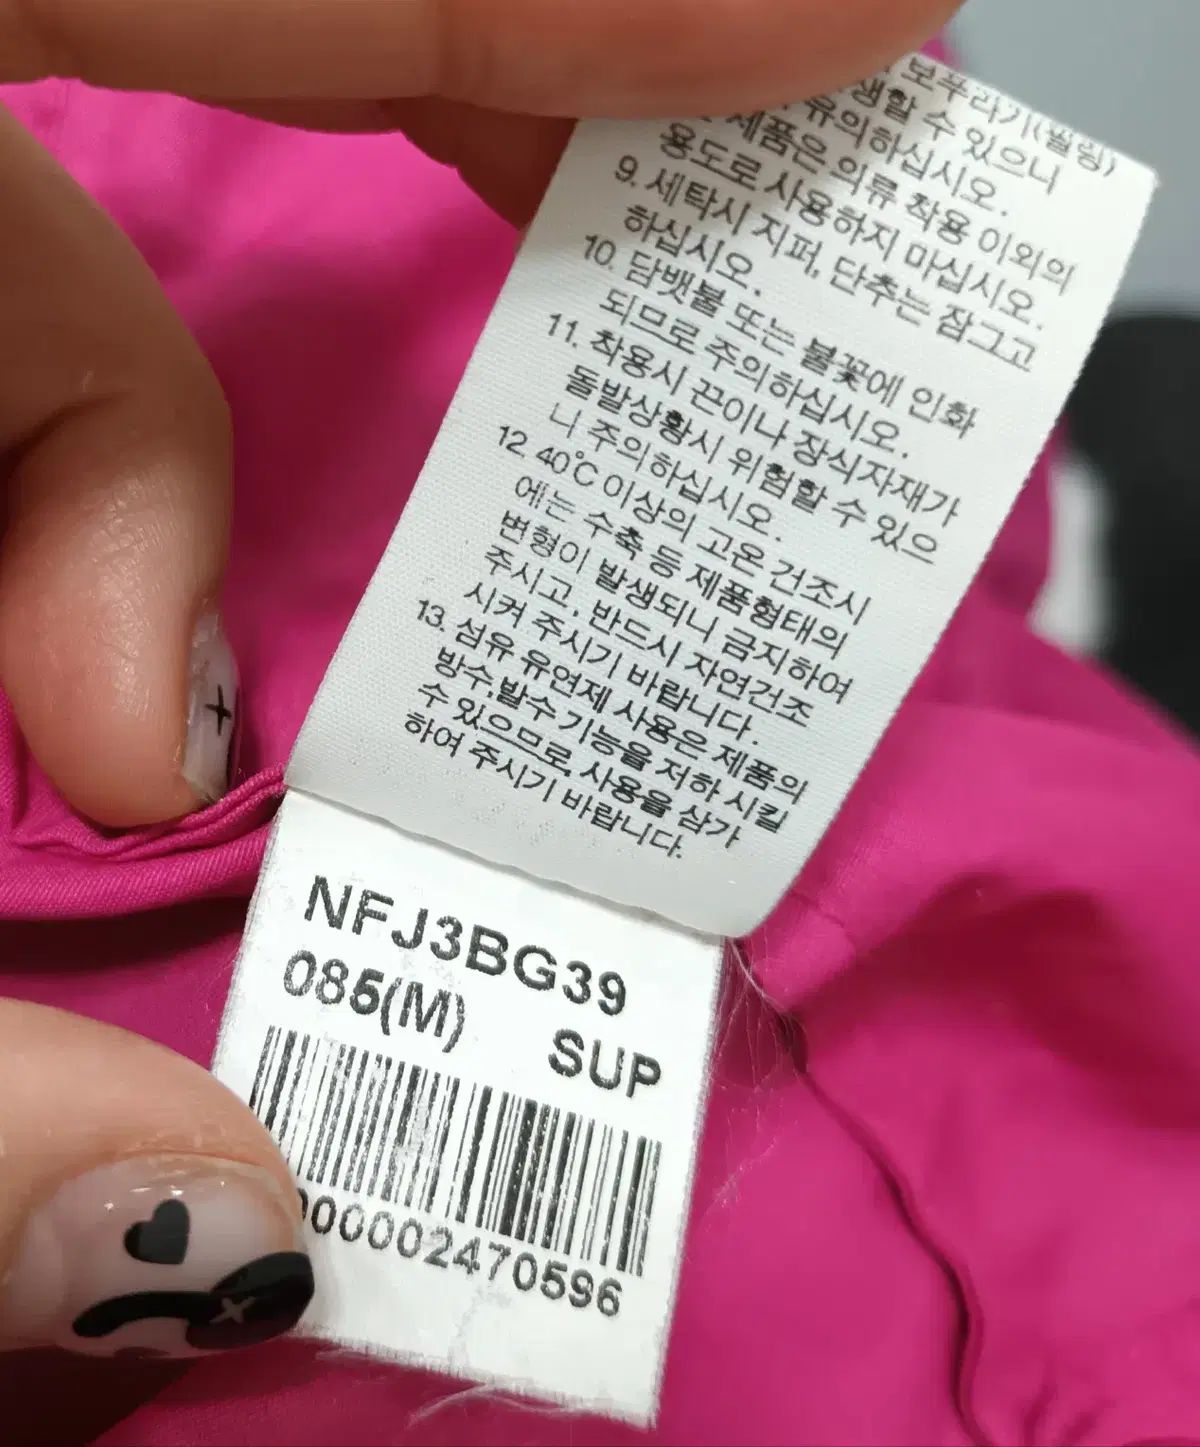 보푸라기(필링)
생할 수 있으니
유의하십시오.
제품은 의류 착용 이외의
용도로 사용하지 마십시오.
9. 세탁시 지퍼, 단추는 잠그고
하십시오.
10. 담뱃불 또는 불꽃에 인화
되므로 주의하십시오.
11. 착용시 끈이나 장식자재가
돌발상황시 위험할 수 있으
니 주의하십시오.
12. 40℃ 이상의 고온 건조시
에는 수축 등 제품형태의
변형이 발생되니 금지하여
주시고, 반드시 자연건조
시켜 주시기 바랍니다.
13. 섬유 유연제 사용은 제품의
방수,발수 기능을 저하 시킬
수 있으므로, 사용을 삼가
하여 주시기 바랍니다.
NFJ3BG39
085(M) SUP
000002470596